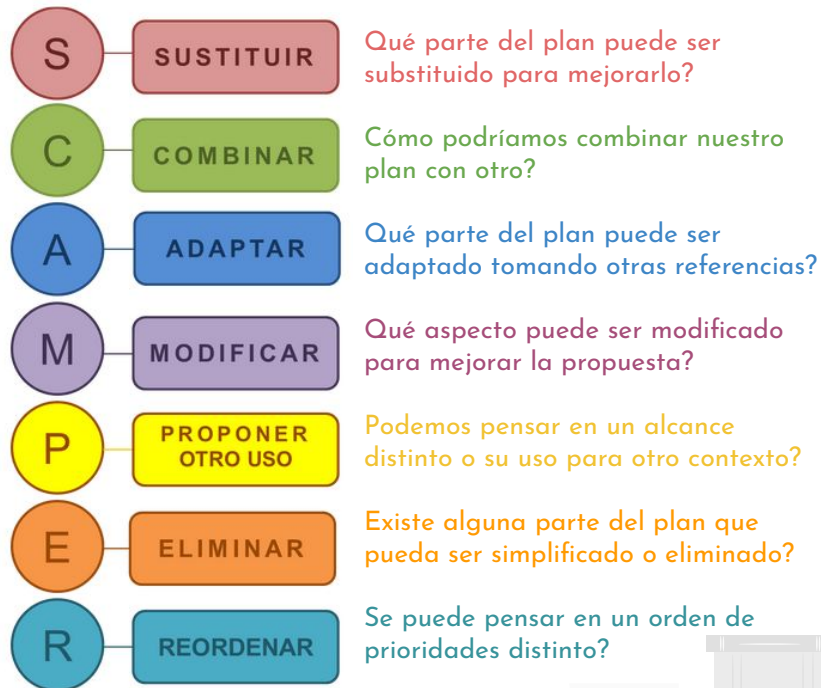 S
SUSTITUIR
Qué parte del plan puede ser
substituido para mejorarlo?
C
COMBINAR
Cómo podríamos combinar nuestro
plan con otro?
A
ADAPTAR
Qué parte del plan puede ser
adaptado tomando otras referencias?
M
MODIFICAR
Qué aspecto puede ser modificado
para mejorar la propuesta?
P
PROPONER
OTRO USO
Podemos pensar en un alcance
distinto o su uso para otro contexto?
E
ELIMINAR
Existe alguna parte del plan que
pueda ser simplificado o eliminado?
R
REORDENAR
Se puede pensar en un orden de
prioridades distinto?